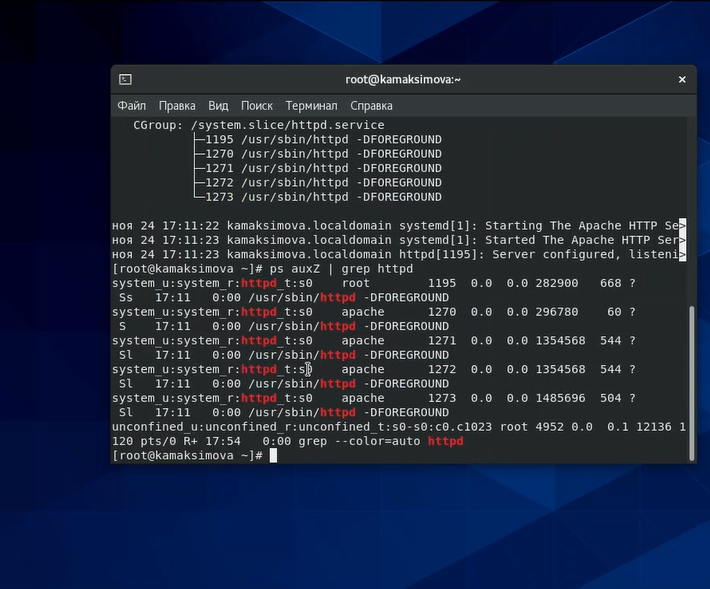 root@kamaksimova:~
Файл Правка Вид Поиск Терминал Справка
CGroup: /system.slice/httpd.service
├─1195 /usr/sbin/httpd -DFOREGROUND
├─1270 /usr/sbin/httpd -DFOREGROUND
├─1271 /usr/sbin/httpd -DFOREGROUND
├─1272 /usr/sbin/httpd -DFOREGROUND
└─1273 /usr/sbin/httpd -DFOREGROUND
ноя 24 17:11:22 kamaksimova.localdomain systemd[1]: Starting The Apache HTTP Se>
ноя 24 17:11:23 kamaksimova.localdomain systemd[1]: Started The Apache HTTP Ser>
ноя 24 17:11:23 kamaksimova.localdomain httpd[1195]: Server configured, listeni>
[root@kamaksimova ~]# ps auxZ | grep httpd
system_u:system_r:httpd_t:s0 root 1195 0.0 0.0 282900 668 ?
Ss 17:11 0:00 /usr/sbin/httpd -DFOREGROUND
system_u:system_r:httpd_t:s0 apache 1270 0.0 0.0 296780 60 ?
S 17:11 0:00 /usr/sbin/httpd -DFOREGROUND
system_u:system_r:httpd_t:s0 apache 1271 0.0 0.0 1354568 544 ?
Sl 17:11 0:00 /usr/sbin/httpd -DFOREGROUND
system_u:system_r:httpd_t:s0 apache 1272 0.0 0.0 1354568 544 ?
Sl 17:11 0:00 /usr/sbin/httpd -DFOREGROUND
system_u:system_r:httpd_t:s0 apache 1273 0.0 0.0 1485696 504 ?
Sl 17:11 0:00 /usr/sbin/httpd -DFOREGROUND
unconfined_u:unconfined_r:unconfined_t:s0-s0:c0.c1023 root 4952 0.0 0.1 12136 1
120 pts/0 R+ 17:54 0:00 grep --color=auto httpd
[root@kamaksimova ~]#